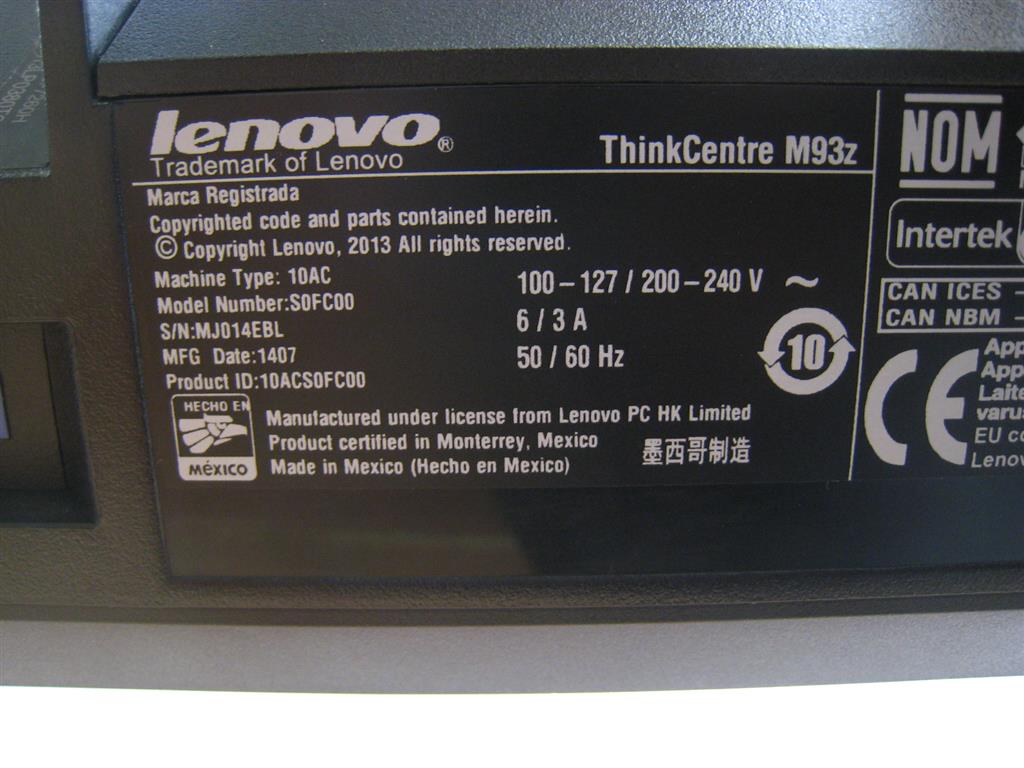 lenovo®
Trademark of Lenovo
ThinkCentre M93z
Marca Registrada
Copyrighted code and parts contained herein.
© Copyright Lenovo, 2013 All rights reserved.
Machine Type: 10AC
Model Number:S0FC00
S/N:MJ014EBL
MFG Date:1407
Product ID:10ACS0FC00
100-127 / 200-240 V ~
6 / 3 A
50 / 60 Hz
10
HECHO EN
MÉXICO
Manufactured under license from Lenovo PC HK Limited
Product certified in Monterrey, Mexico
Made in Mexico (Hecho en Mexico)
墨西哥制造
NOM
Intertek
CAN ICES -
CAN NBM -
CE
App
App
Laite
varus
EU co
Lenov